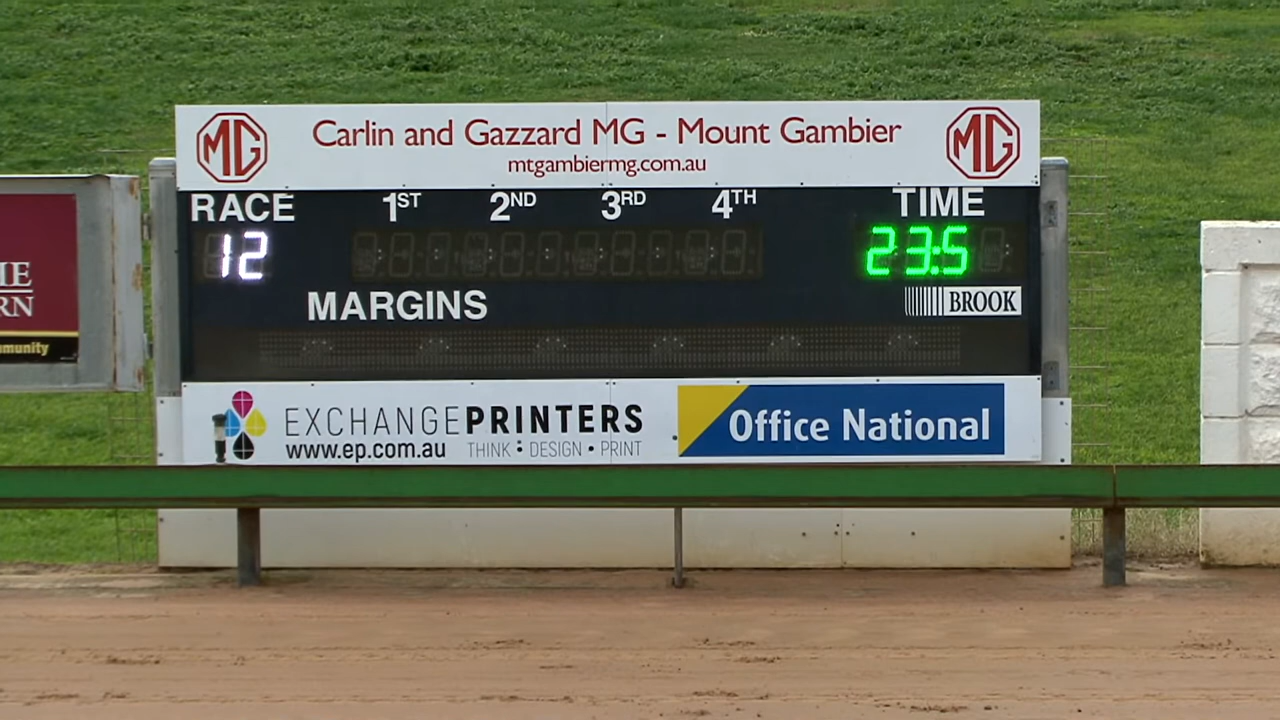 MG Carlin and Gazzard MG - Mount Gambier MG
mtgambiermg.com.au
RACE 1ST 2ND 3RD 4TH TIME
12 23:5
MARGINS
BROOK
EXCHANGEPRINTERS
www.ep.com.au THINK : DESIGN • PRINT
Office National